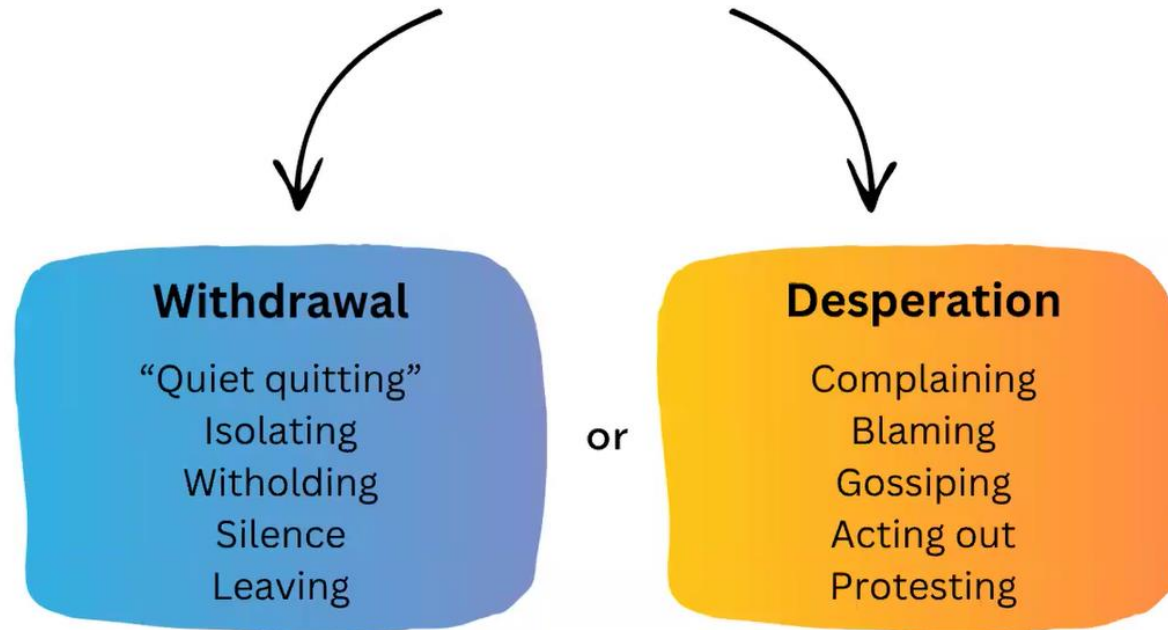 Withdrawal
“Quiet quitting”
Isolating
Witholding
Silence
Leaving
or
Desperation
Complaining
Blaming
Gossiping
Acting out
Protesting